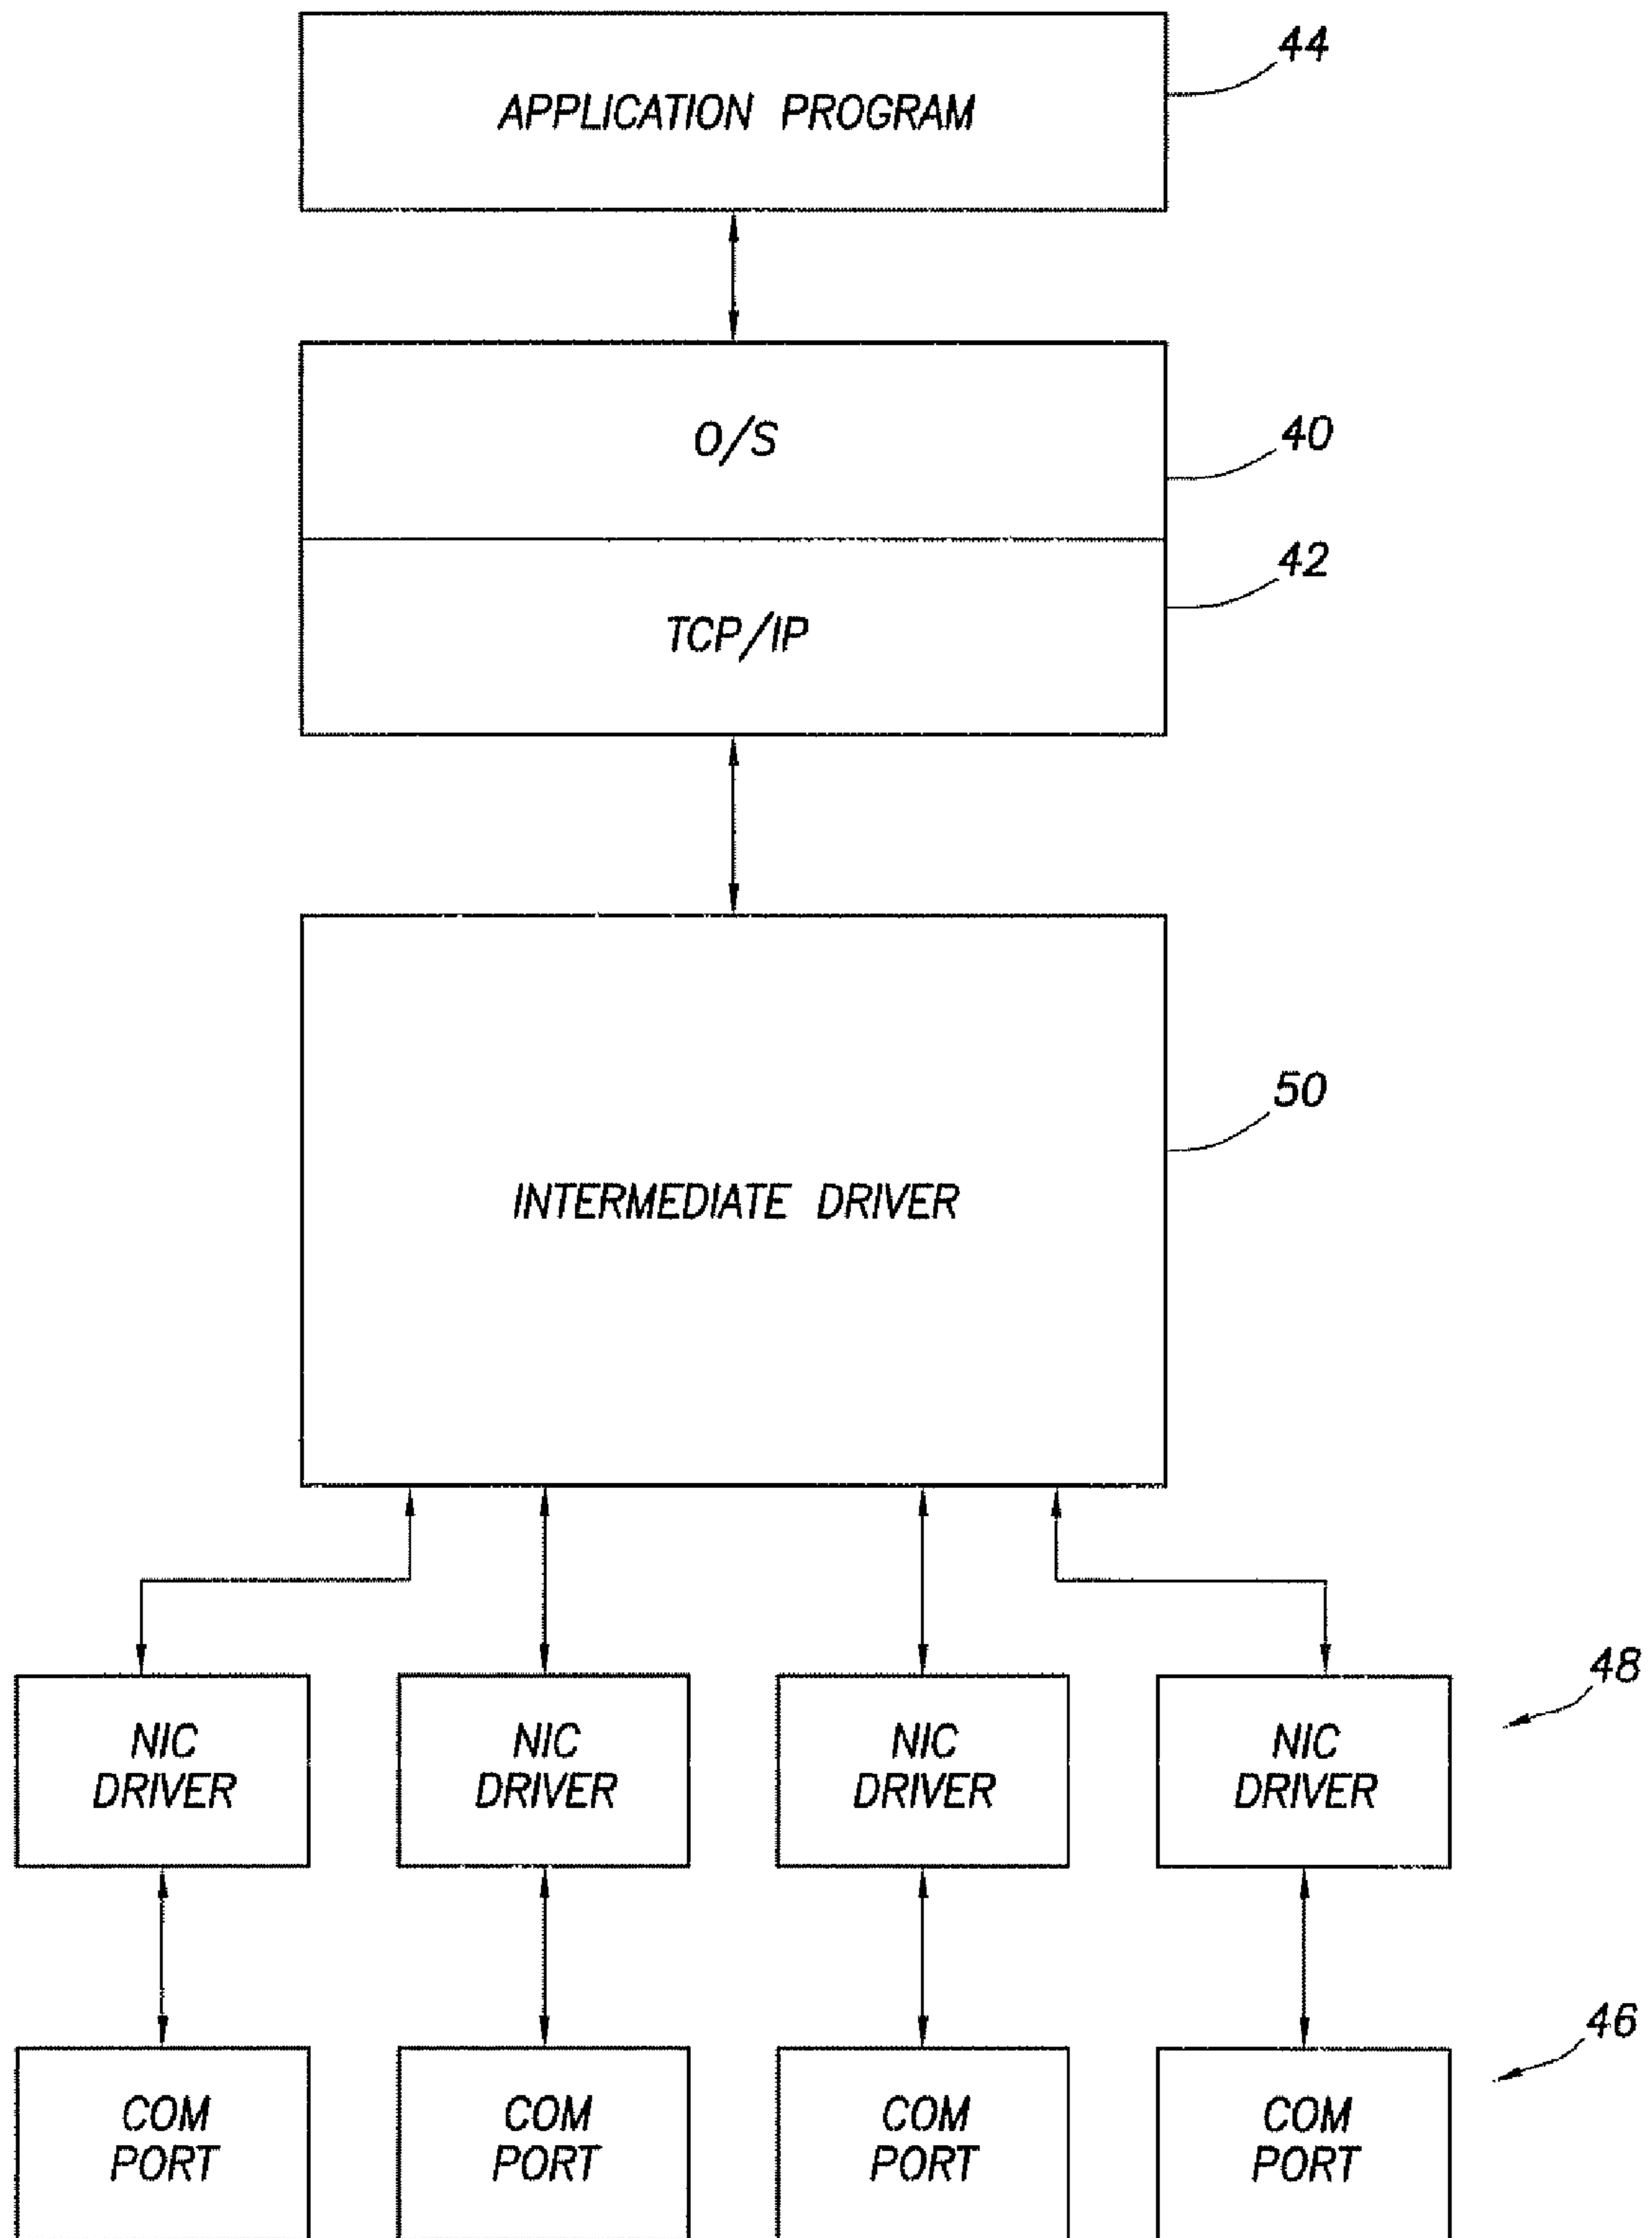 44
APPLICATION PROGRAM
O/S
40
42
TCP/IP
50
INTERMEDIATE DRIVER
48
NIC
DRIVER
NIC
DRIVER
NIC
DRIVER
NIC
DRIVER
46
COM
PORT
COM
PORT
COM
PORT
COM
PORT